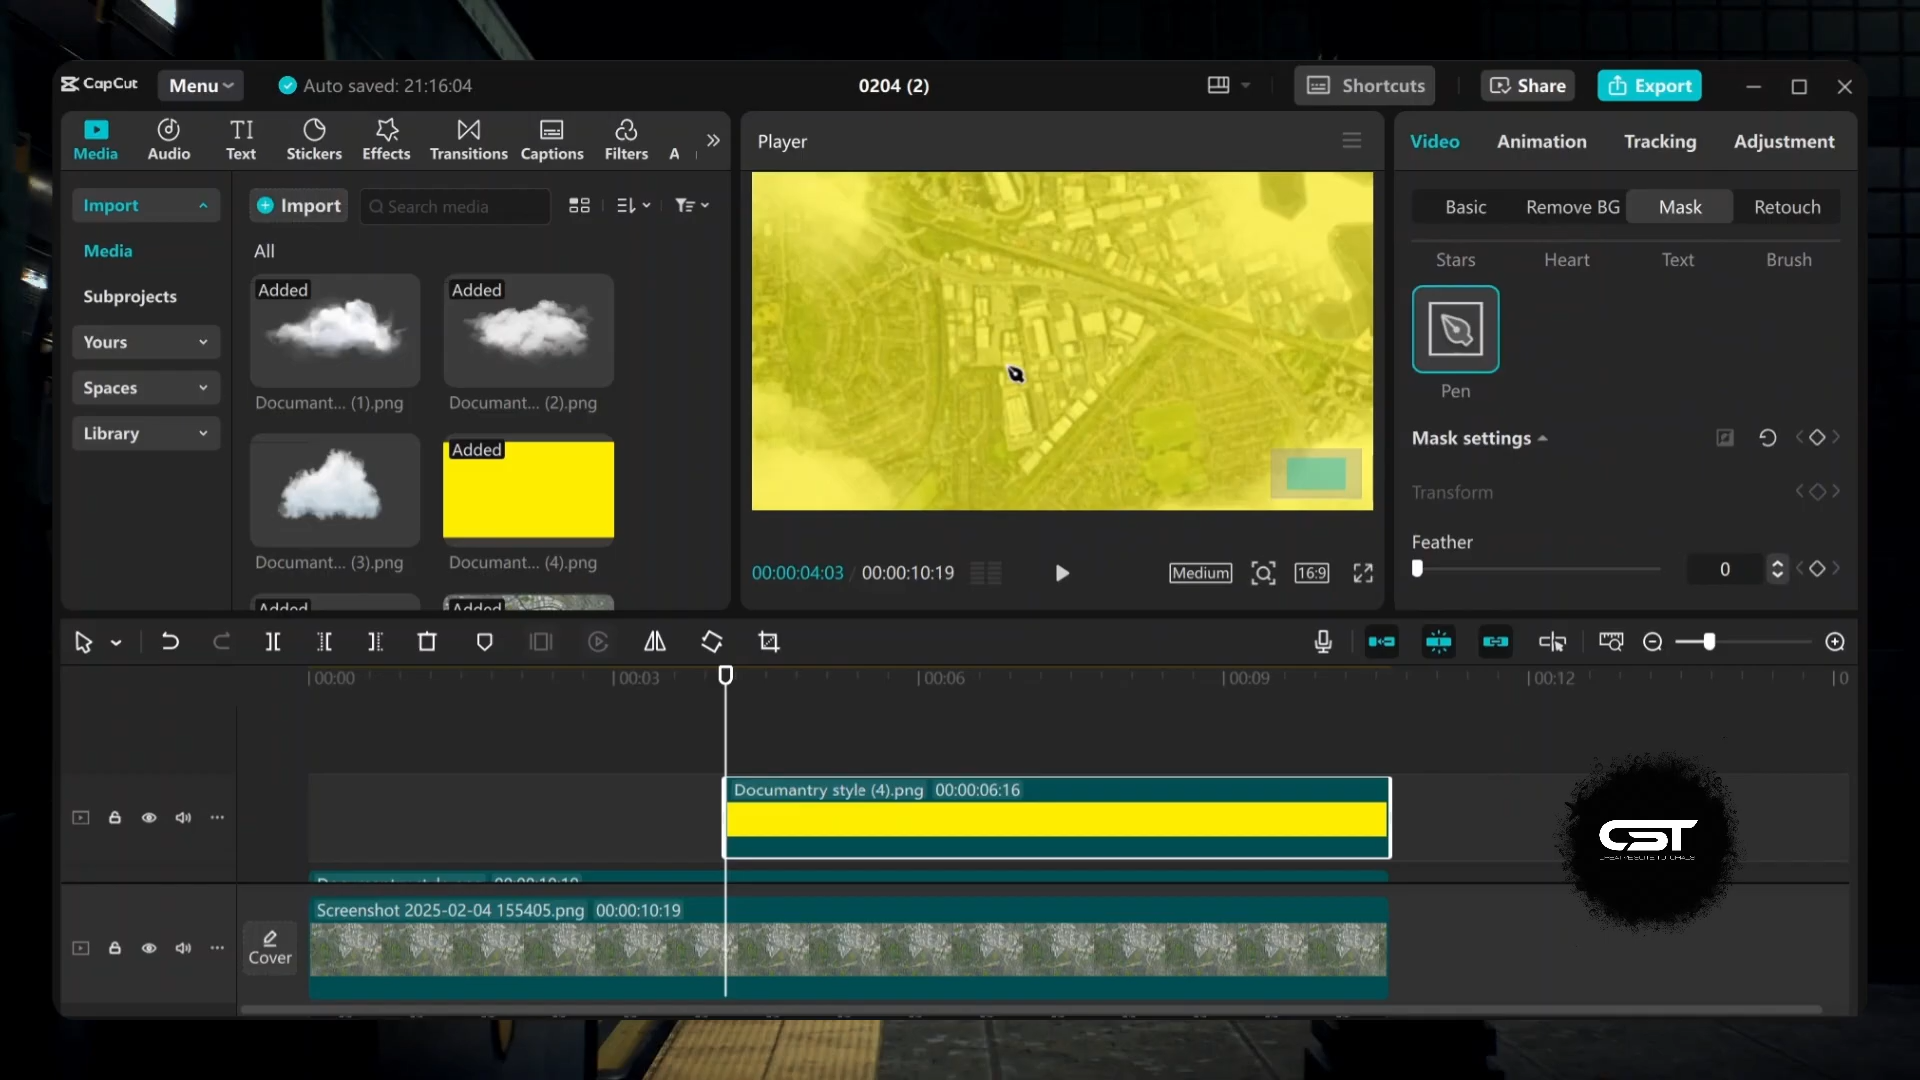 CapCut
Menu
Auto saved: 21:16:04
0204 (2)
Shortcuts
Share
Export
Media
Audio
Text
Stickers
Effects
Transitions
Captions
Filters
A
Player
Video
Animation
Tracking
Adjustment
Import
Media
Subprojects
Yours
Spaces
Library
Import
Search media
All
Added
Added
Documant... (1).png
Documant... (2).png
Added
Documant... (3).png
Documant... (4).png
Added
Added
Basic
Remove BG
Mask
Retouch
Stars
Heart
Text
Brush
Pen
Mask settings
Transform
Feather
0
00:00:04:03 / 00:00:10:19
Medium
16:9
00:00
00:03
00:06
00:09
00:12
0
Documantry style (4).png 00:00:06:16
Cover
Screenshot 2025-02-04 155405.png 00:00:10:19
CST